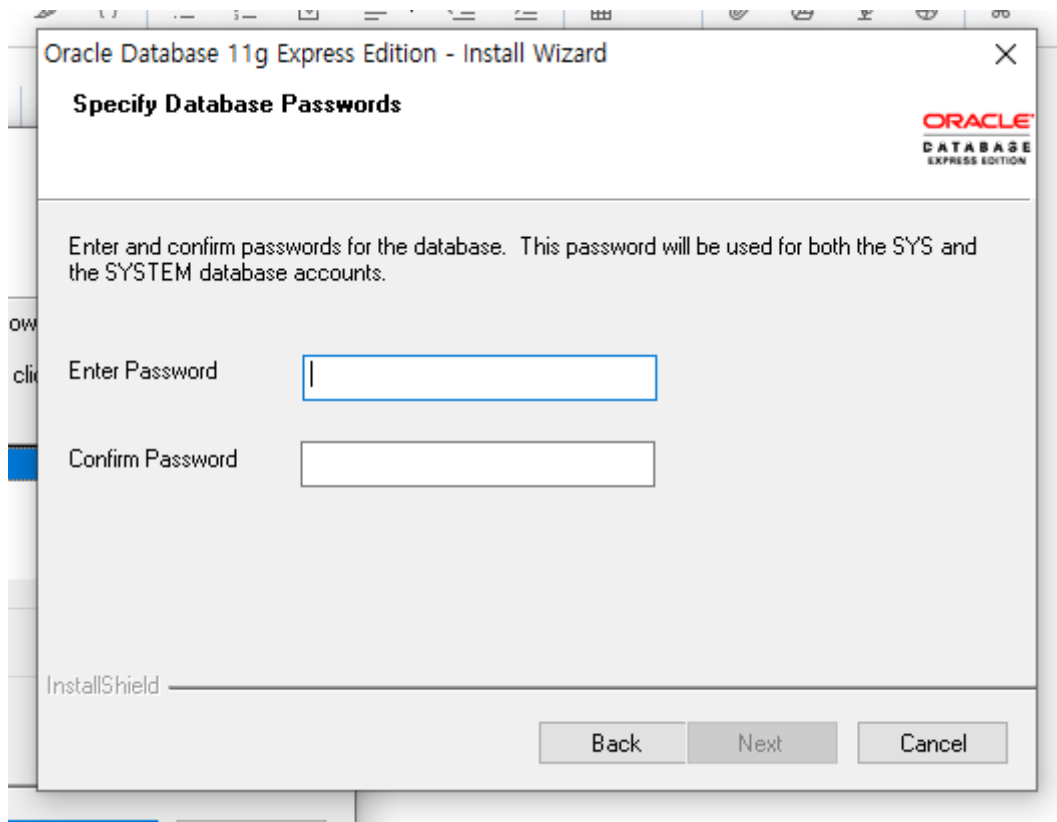 Oracle Database 11g Express Edition - Install Wizard
Specify Database Passwords
ORACLE
DATABASE
EXPRESS EDITION
Enter and confirm passwords for the database. This password will be used for both the SYS and
the SYSTEM database accounts.
ow
clic
Enter Password
Confirm Password
InstallShield
Back
Next
Cancel